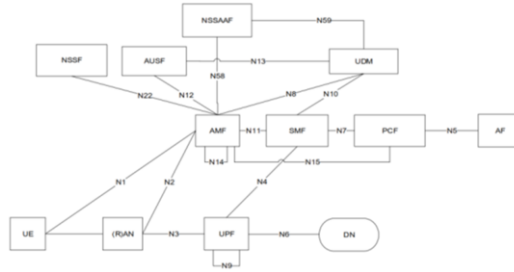 NSSAAF
N59
NSSF
AUSF
N13
UDM
N58
N22
N12
N8
N10
AMF
N11
SMF
N7
PCF
N5
AF
N14
N15
N1
N2
N4
UE
(R)AN
N3
UPF
N6
DN
N9